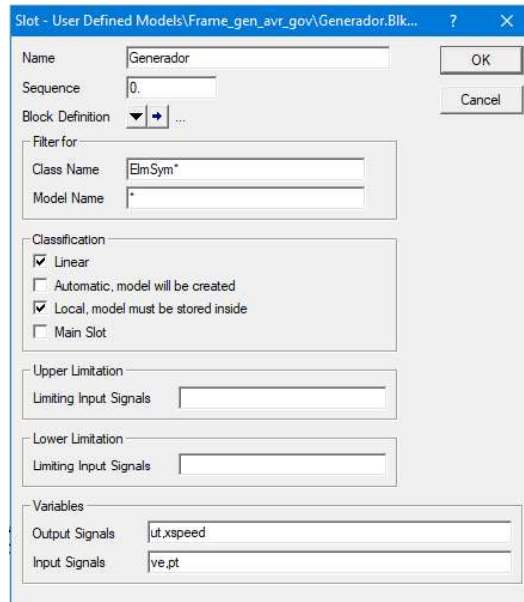 Slot - User Defined Models\Frame_gen_avr_gov\Generador.Blk... ? ×
Name Generador OK
Sequence 0. Cancel
Block Definition ...
Filter for
Class Name ElmSym*
Model Name *
Classification
Linear
Automatic, model will be created
Local, model must be stored inside
Main Slot
Upper Limitation
Limiting Input Signals
Lower Limitation
Limiting Input Signals
Variables
Output Signals ut,xspeed
Input Signals ve,pt